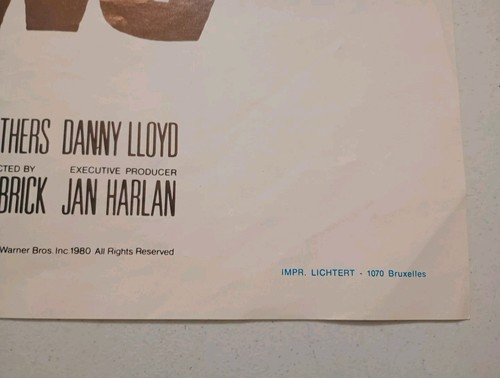 THERS DANNY LLOYD
CTED BY EXECUTIVE PRODUCER
BRICK JAN HARLAN
Warner Bros. Inc 1980 All Rights Reserved
IMPR. LICHTERT - 1070 Bruxelles